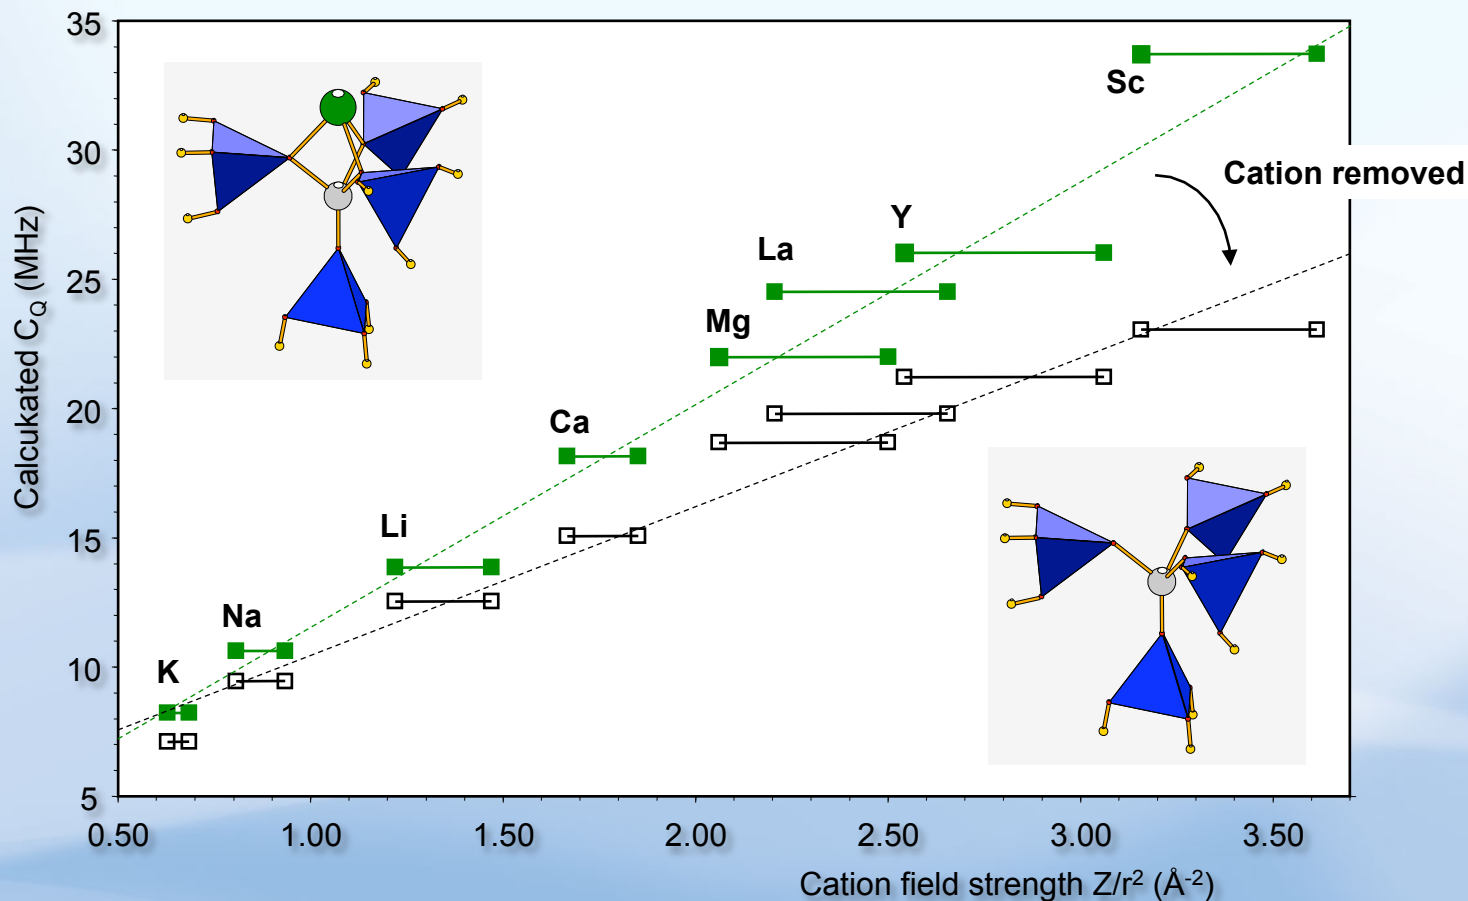 35
30
25
20
15
10
5
Calcukated C_Q (MHz)
Sc
Cation removed
Y
La
Mg
Ca
Li
Na
K
0.50 1.00 1.50 2.00 2.50 3.00 3.50
Cation field strength Z/r² (Å⁻²)